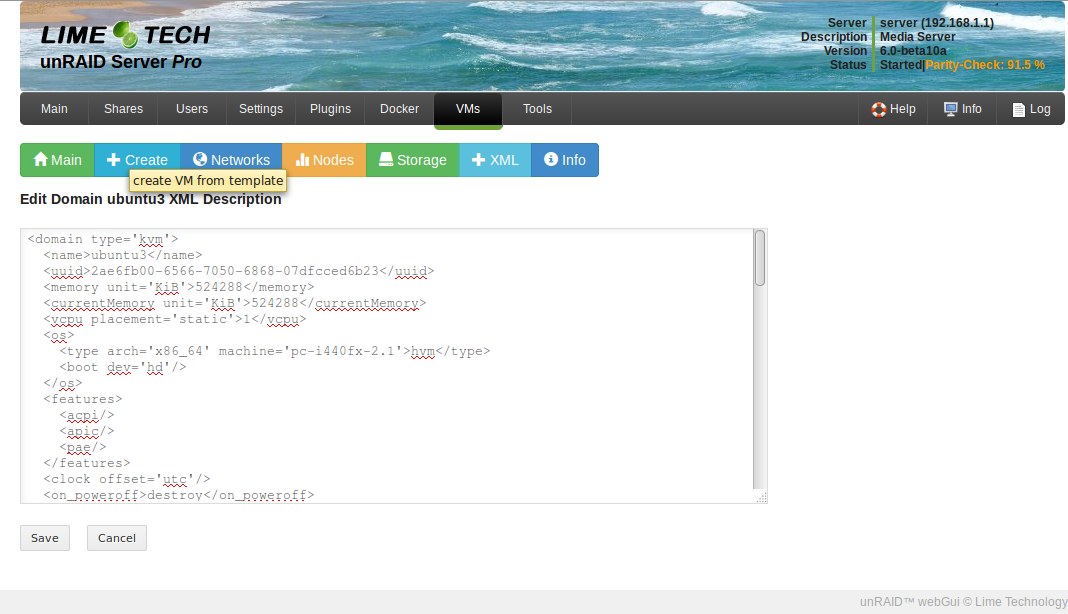 LIME TECH
unRAID Server Pro
Server server (192.168.1.1)
Description Media Server
Version 6.0-beta10a
Status Started|Parity-Check: 91.5 %
Main Shares Users Settings Plugins Docker VMs Tools Help Info Log
Main Create Networks Nodes Storage XML Info
create VM from template
Edit Domain ubuntu3 XML Description
<domain type='kvm'>
  <name>ubuntu3</name>
  <uuid>2ae6fb00-6566-7050-6868-07dfcced6b23</uuid>
  <memory unit='KiB'>524288</memory>
  <currentMemory unit='KiB'>524288</currentMemory>
  <vcpu placement='static'>1</vcpu>
  <os>
    <type arch='x86_64' machine='pc-i440fx-2.1'>hvm</type>
    <boot dev='hd'/>
  </os>
  <features>
    <acpi/>
    <apic/>
    <pae/>
  </features>
  <clock offset='utc'/>
  <on_poweroff>destroy</on_poweroff>
Save Cancel
unRAID™ webGui © Lime Technology